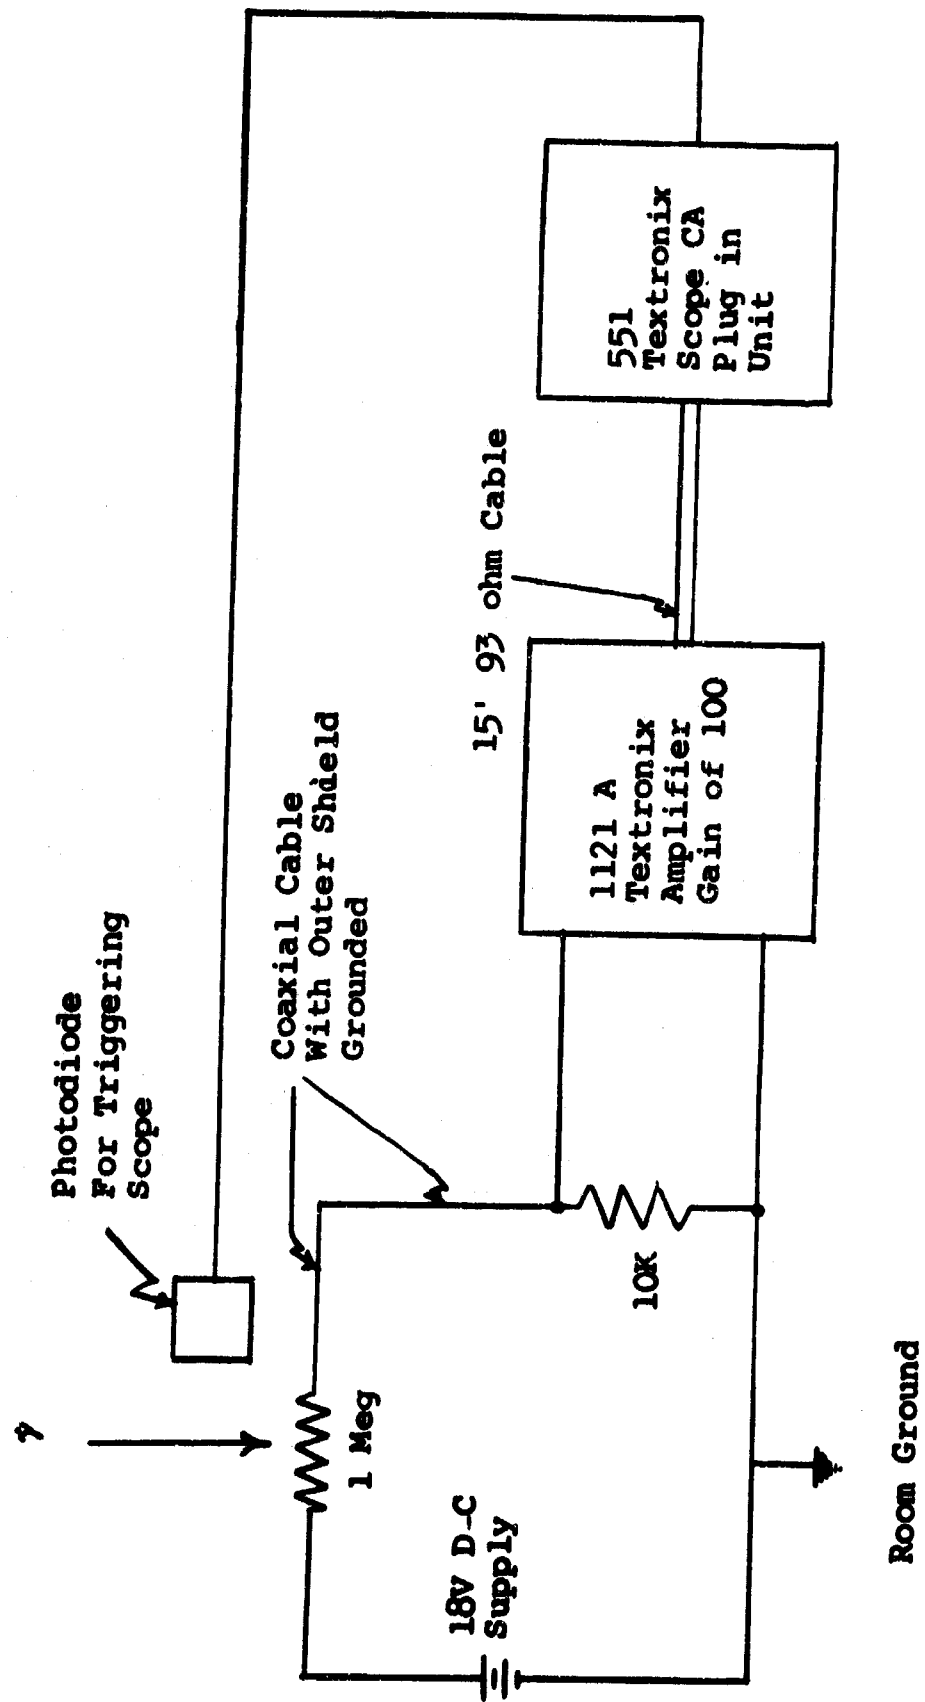 γ
Photodiode
For Triggering
Scope
Coaxial Cable
With Outer Shield
Grounded
1 Meg
18V D-C
Supply
10K
15' 93 ohm Cable
1121 A
Textronix
Amplifier
Gain of 100
551
Textronix
Scope CA
Plug in
Unit
Room Ground